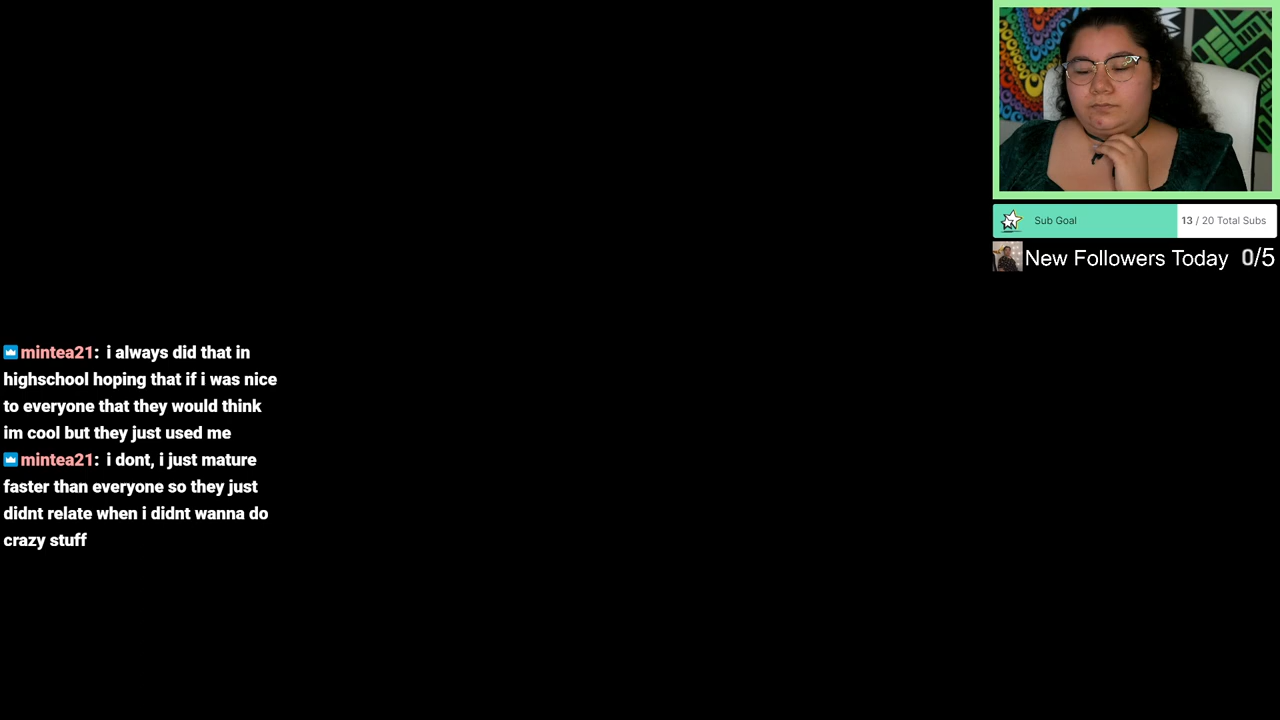 Sub Goal 13 / 20 Total Subs
New Followers Today 0/5
mintea21: i always did that in
highschool hoping that if i was nice
to everyone that they would think
im cool but they just used me
mintea21: i dont, i just mature
faster than everyone so they just
didnt relate when i didnt wanna do
crazy stuff